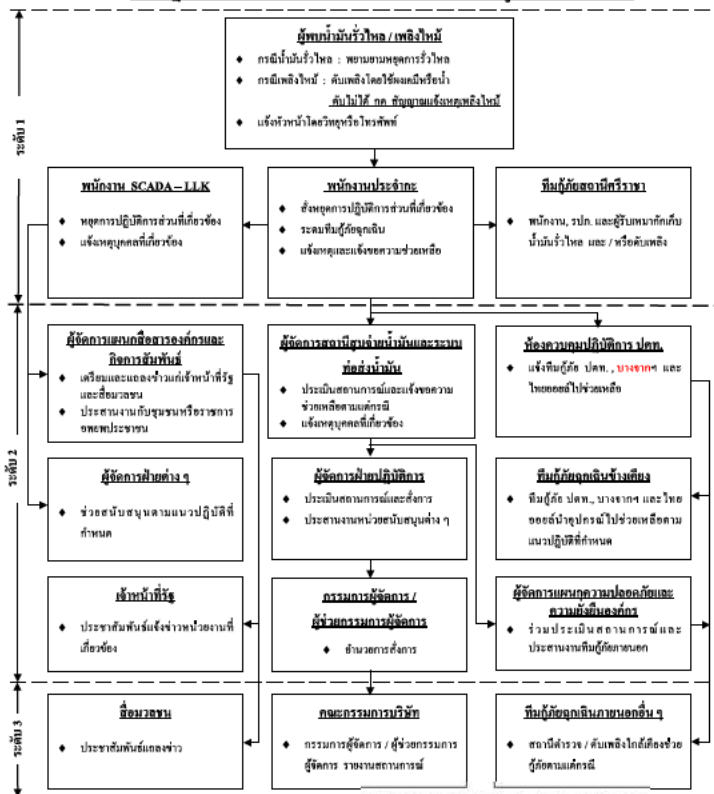 ผู้พบน้ำมันรั่วไหล / เพลิงไหม้
♦ กรณีน้ำมันรั่วไหล : พยายามหยุดการรั่วไหล
♦ กรณีเพลิงไหม้ : ดับเพลิงโดยใช้ผงเคมีหรือน้ำ
ดับไม่ได้ กด สัญญาณแจ้งเหตุเพลิงไหม้
♦ แจ้งหัวหน้าโดยวิทยุหรือโทรศัพท์
ระดับ 1
พนักงาน SCADA – LLK
♦ หยุดการปฏิบัติการส่วนที่เกี่ยวข้อง
♦ แจ้งเหตุบุคคลที่เกี่ยวข้อง
พนักงานประจำกะ
♦ สั่งหยุดการปฏิบัติการส่วนที่เกี่ยวข้อง
♦ ระดมทีมกู้ภัยฉุกเฉิน
♦ แจ้งเหตุและแจ้งขอความช่วยเหลือ
ทีมกู้ภัยสถานีศรีราชา
♦ พนักงาน, รปภ. และผู้รับเหมากักเก็บ
น้ำมันรั่วไหล และ / หรือดับเพลิง
ระดับ 2
ผู้จัดการแผนกสื่อสารองค์กรและ
กิจการสัมพันธ์
♦ เตรียมและแถลงข่าวแก่เจ้าหน้าที่รัฐ
และสื่อมวลชน
♦ ประสานงานกับชุมชนหรือราชการ
อพยพประชาชน
ผู้จัดการสถานีสูบจ่ายน้ำมันและระบบ
ท่อส่งน้ำมัน
♦ ประเมินสถานการณ์และแจ้งขอความ
ช่วยเหลือตามแต่กรณี
♦ แจ้งเหตุบุคคลที่เกี่ยวข้อง
ห้องควบคุมปฏิบัติการ ปตท.
♦ แจ้งทีมกู้ภัย ปตท. , บางจากฯ และ
ไทยออยล์ไปช่วยเหลือ
ผู้จัดการฝ่ายต่าง ๆ
♦ ช่วยสนับสนุนตามแนวปฏิบัติที่
กำหนด
ผู้จัดการฝ่ายปฏิบัติการ
♦ ประเมินสถานการณ์และสั่งการ
♦ ประสานงานหน่วยสนับสนุนต่าง ๆ
ทีมกู้ภัยฉุกเฉินข้างเคียง
♦ ทีมกู้ภัย ปตท., บางจากฯ และ ไทย
ออยล์นำอุปกรณ์ไปช่วยเหลือตาม
แนวปฏิบัติที่กำหนด
เจ้าหน้าที่รัฐ
♦ ประชาสัมพันธ์แจ้งข่าวหน่วยงานที่
เกี่ยวข้อง
กรรมการผู้จัดการ /
ผู้ช่วยกรรมการผู้จัดการ
♦ อำนวยการสั่งการ
ผู้จัดการแผนกความปลอดภัยและ
ความยั่งยืนองค์กร
♦ ร่วมประเมินสถานการณ์และ
ประสานงานทีมกู้ภัยภายนอก
ระดับ 3
สื่อมวลชน
♦ ประชาสัมพันธ์แถลงข่าว
คณะกรรมการบริษัท
♦ กรรมการผู้จัดการ / ผู้ช่วยกรรมการ
ผู้จัดการ รายงานสถานการณ์
ทีมกู้ภัยฉุกเฉินภายนอกอื่น ๆ
♦ สถานีตำรวจ / ดับเพลิงใกล้เคียงช่วย
กู้ภัยตามแต่กรณี